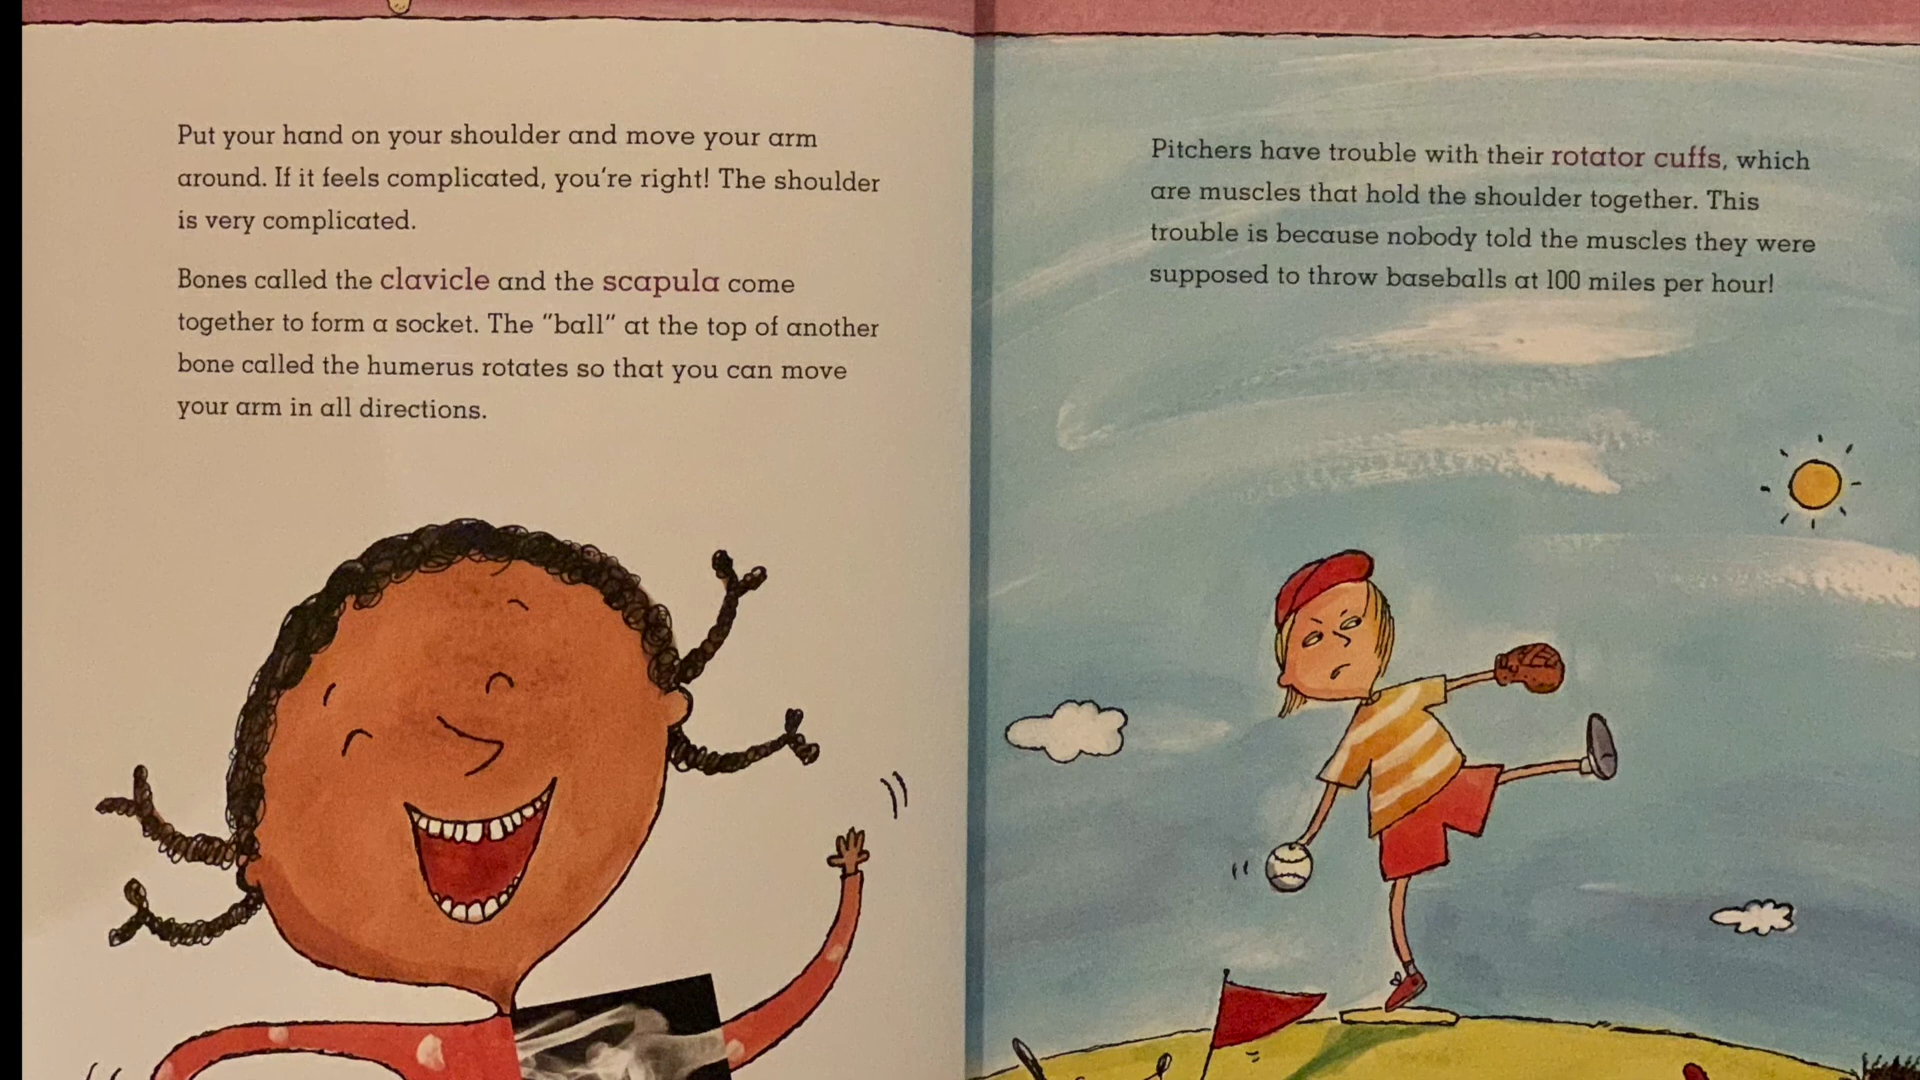 Put your hand on your shoulder and move your arm
around. If it feels complicated, you're right! The shoulder
is very complicated.
Bones called the clavicle and the scapula come
together to form a socket. The "ball" at the top of another
bone called the humerus rotates so that you can move
your arm in all directions.
Pitchers have trouble with their rotator cuffs, which
are muscles that hold the shoulder together. This
trouble is because nobody told the muscles they were
supposed to throw baseballs at 100 miles per hour!